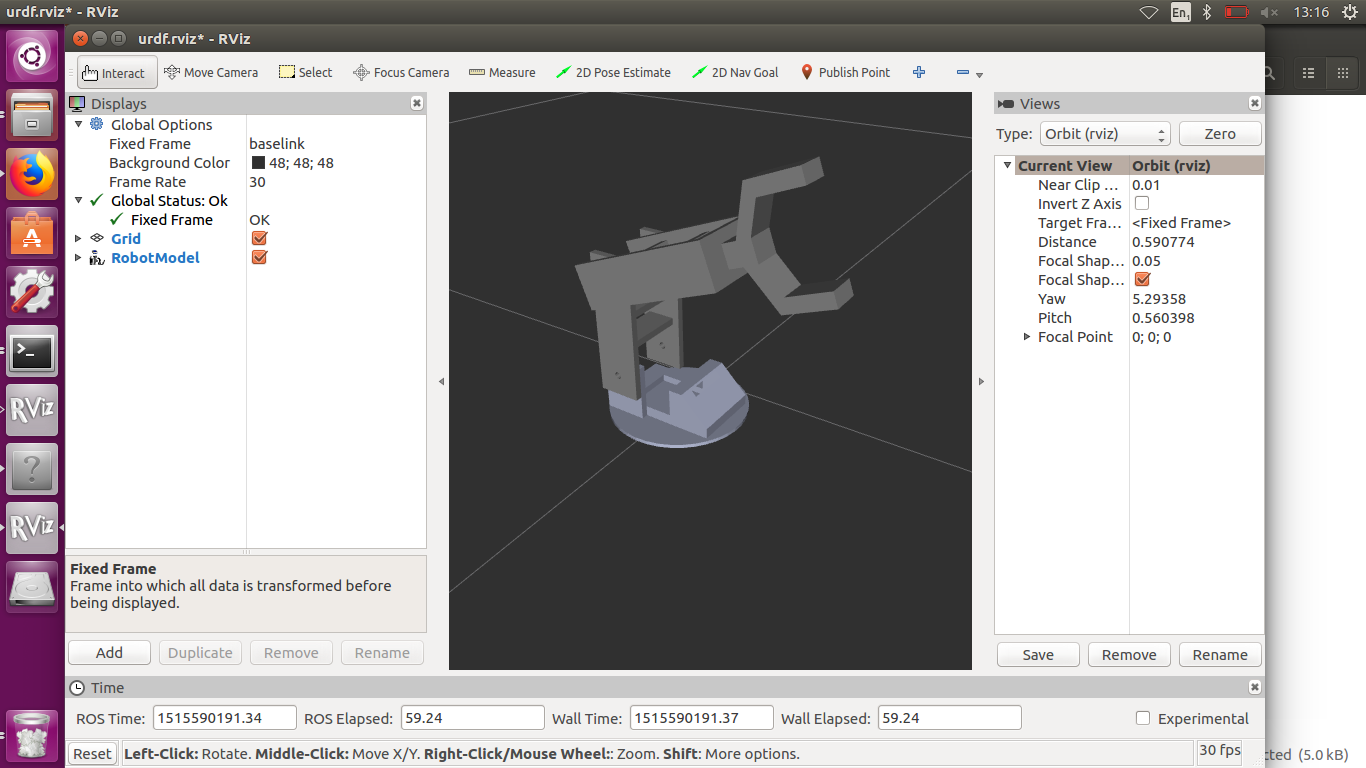 urdf.rviz* - RViz
En1 13:16
urdf.rviz* - RViz
Interact Move Camera Select Focus Camera Measure 2D Pose Estimate 2D Nav Goal Publish Point
Displays
Global Options
Fixed Frame baselink
Background Color 48; 48; 48
Frame Rate 30
Global Status: Ok
Fixed Frame OK
Grid
RobotModel
Fixed Frame
Frame into which all data is transformed before
being displayed.
Add Duplicate Remove Rename
Views
Type: Orbit (rviz) Zero
Current View Orbit (rviz)
Near Clip ... 0.01
Invert Z Axis
Target Fra... <Fixed Frame>
Distance 0.590774
Focal Shap... 0.05
Focal Shap...
Yaw 5.29358
Pitch 0.560398
Focal Point 0; 0; 0
Save Remove Rename
Time
ROS Time: 1515590191.34 ROS Elapsed: 59.24 Wall Time: 1515590191.37 Wall Elapsed: 59.24 Experimental
Reset Left-Click: Rotate. Middle-Click: Move X/Y. Right-Click/Mouse Wheel:: Zoom. Shift: More options. 30 fps
cted (5.0 kB)
RViz
?
RViz